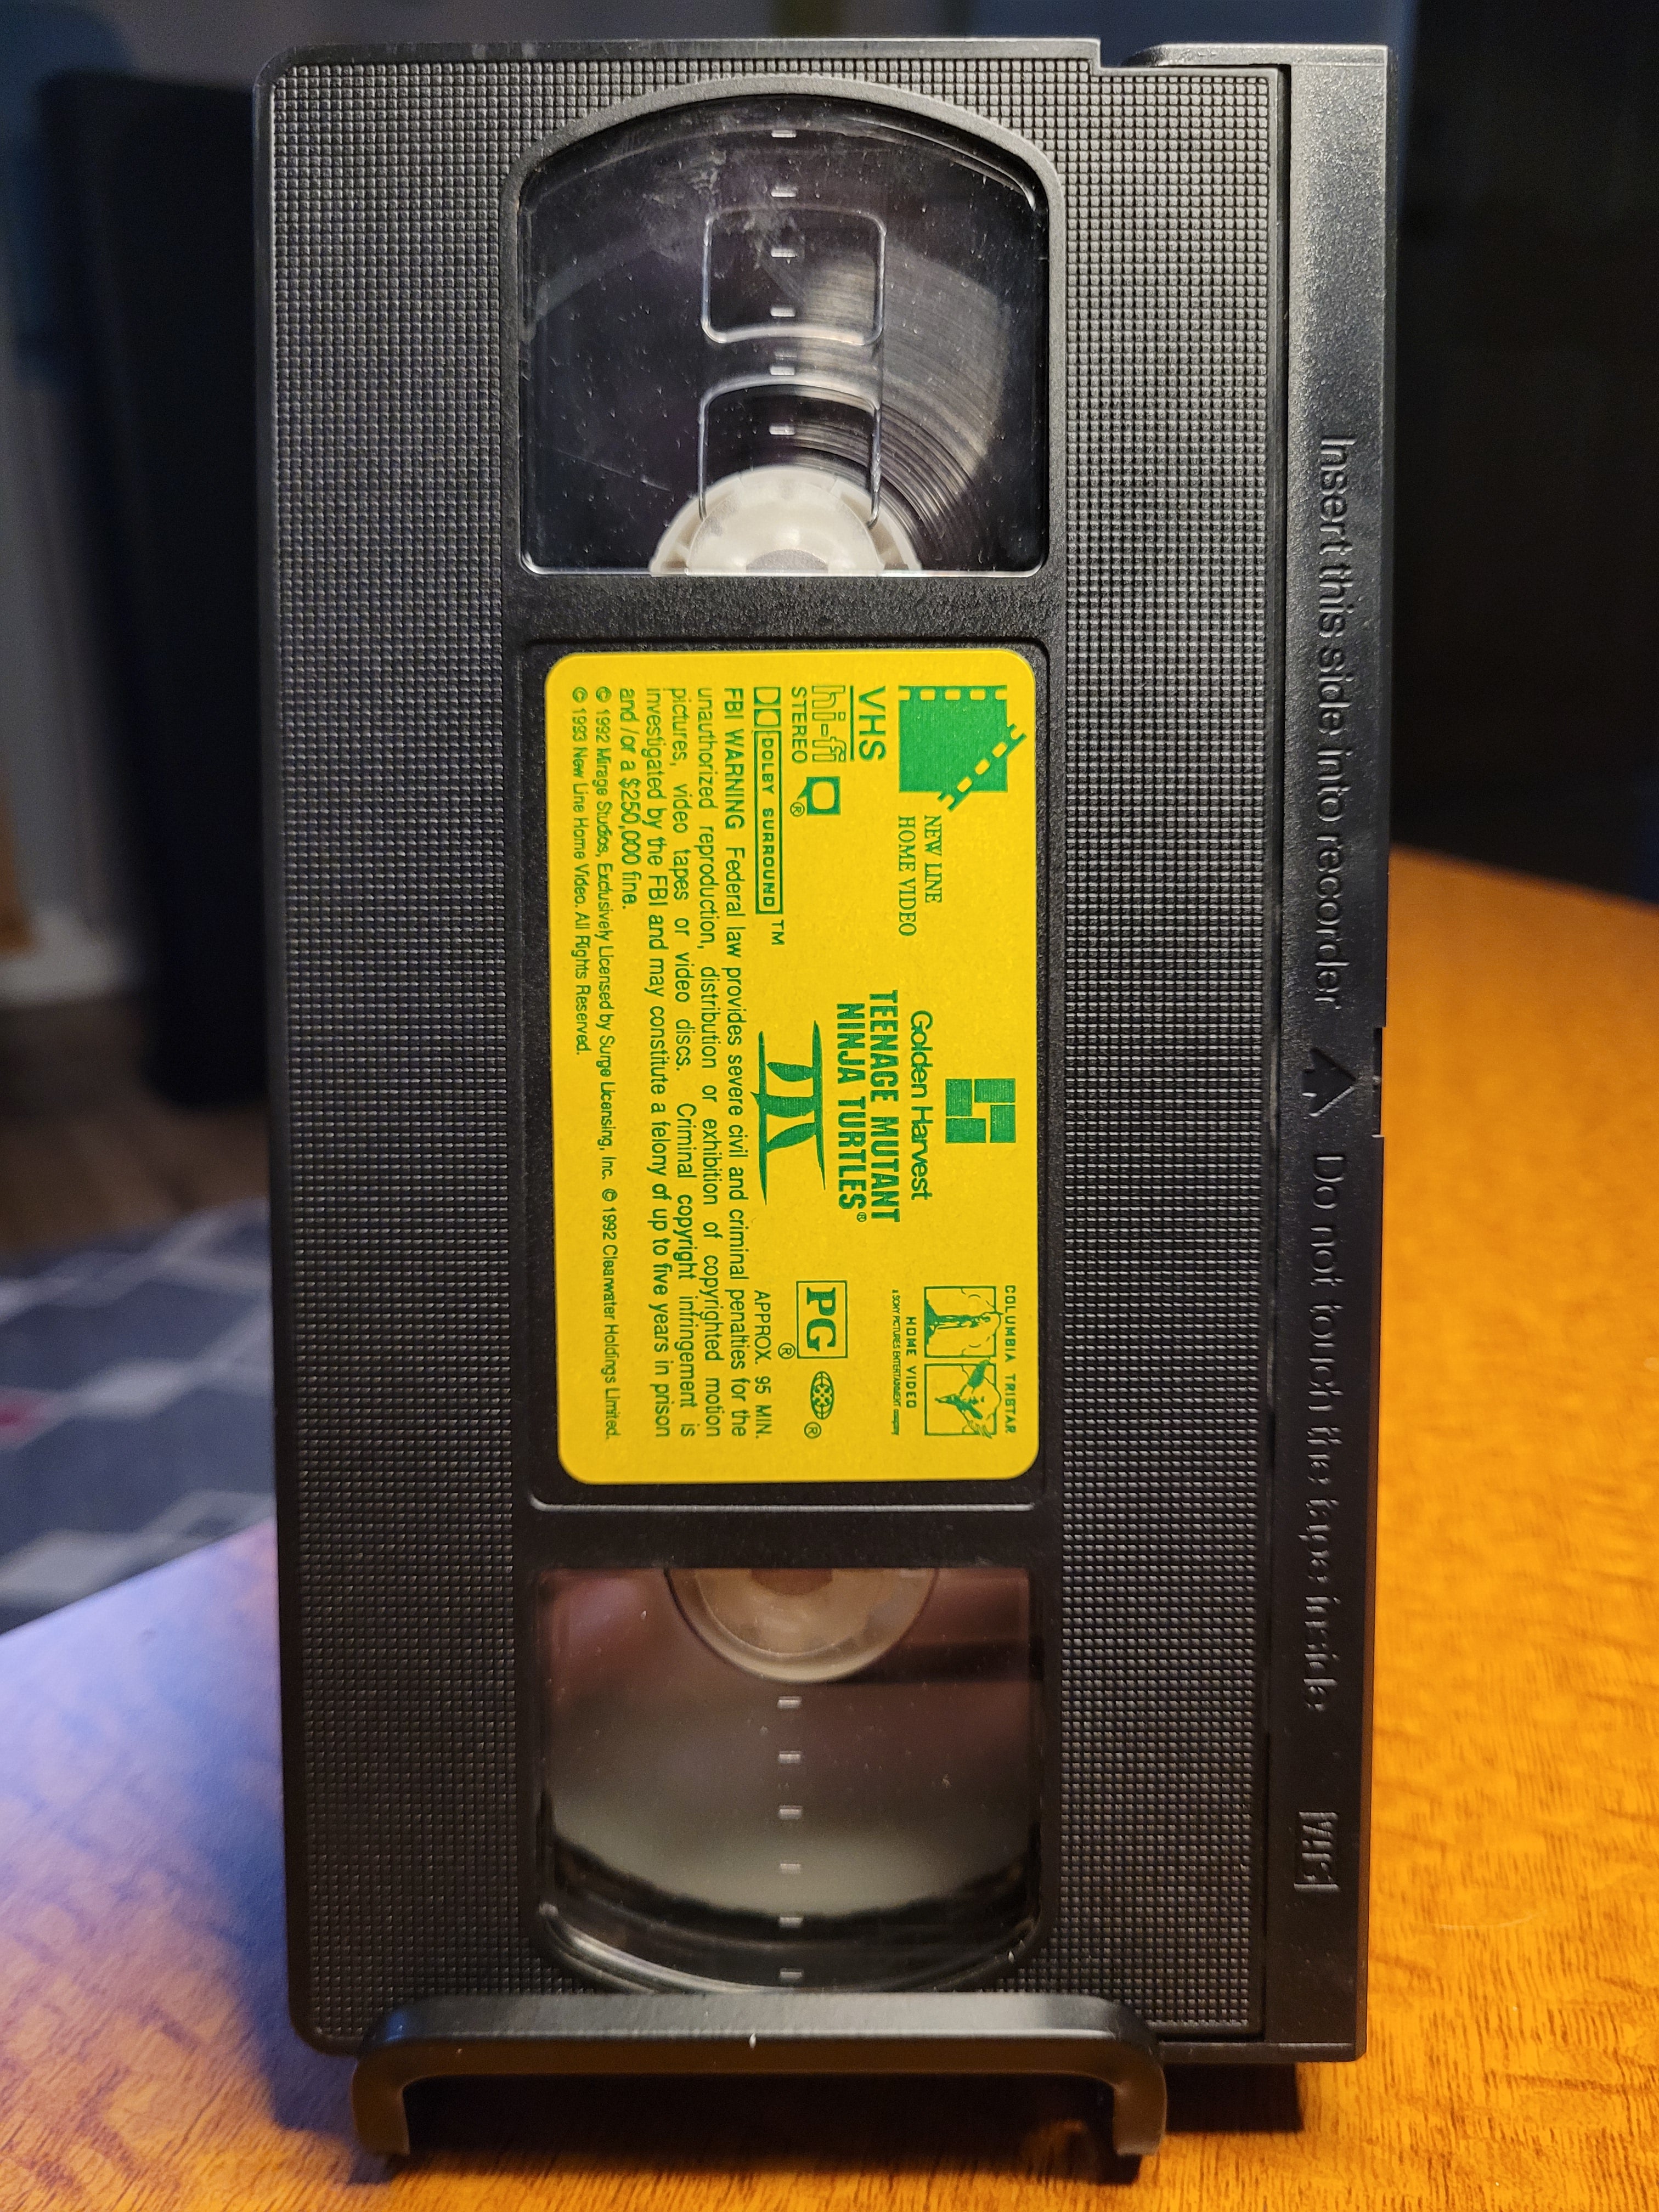 Insert this side into recorder Do not touch the tape inside VHS
NEW LINE
HOME VIDEO
Golden Harvest
TEENAGE MUTANT
NINJA TURTLES®
III
COLUMBIA TRISTAR
HOME VIDEO
a SONY PICTURES ENTERTAINMENT company
VHS
hi-fi
STEREO ®
DOLBY SURROUND™
PG ® ®
APPROX. 95 MIN.
FBI WARNING Federal law provides severe civil and criminal penalties for the
unauthorized reproduction, distribution or exhibition of copyrighted motion
pictures, video tapes or video discs. Criminal copyright infringement is
investigated by the FBI and may constitute a felony of up to five years in prison
and /or a $250,000 fine.
© 1992 Mirage Studios, Exclusively Licensed by Surge Licensing, Inc. © 1992 Clearwater Holdings Limited.
© 1993 New Line Home Video. All Rights Reserved.